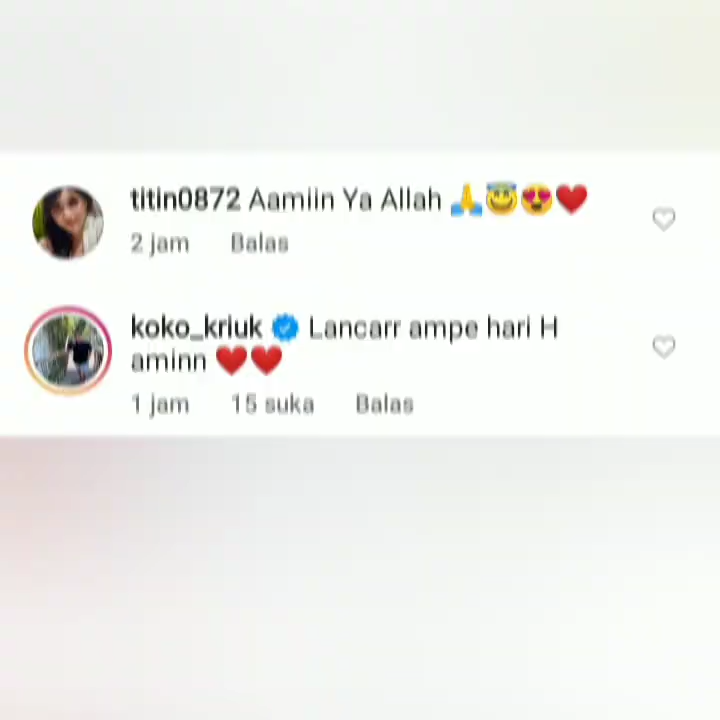 titin0872 Aamiin Ya Allah 🙏😇😍❤️
2 jam Balas
koko_kriuk Lancarr ampe hari H
aminn ❤️❤️
1 jam 15 suka Balas